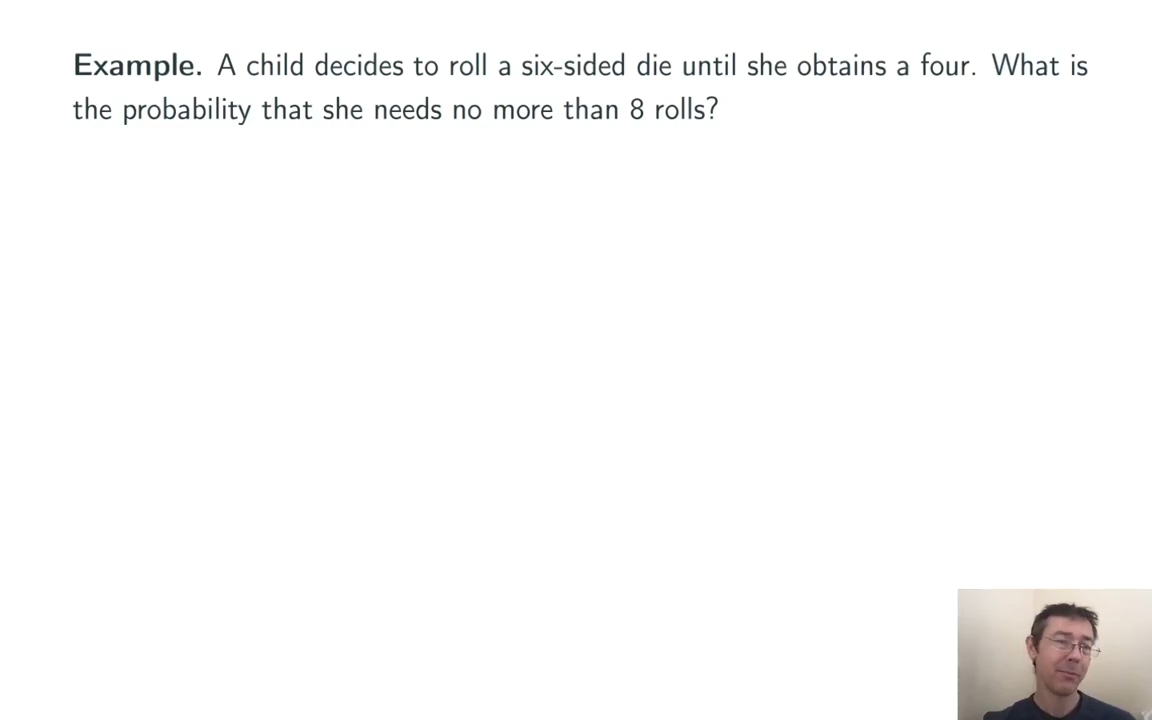 Example. A child decides to roll a six-sided die until she obtains a four. What is
the probability that she needs no more than 8 rolls?